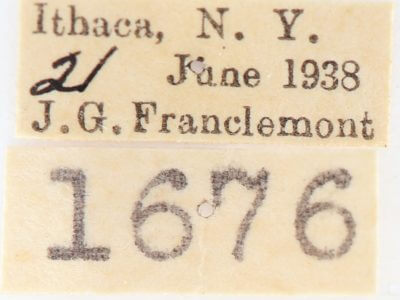 Ithaca, N. Y.
21 June 1938
J.G. Franclemont
1676